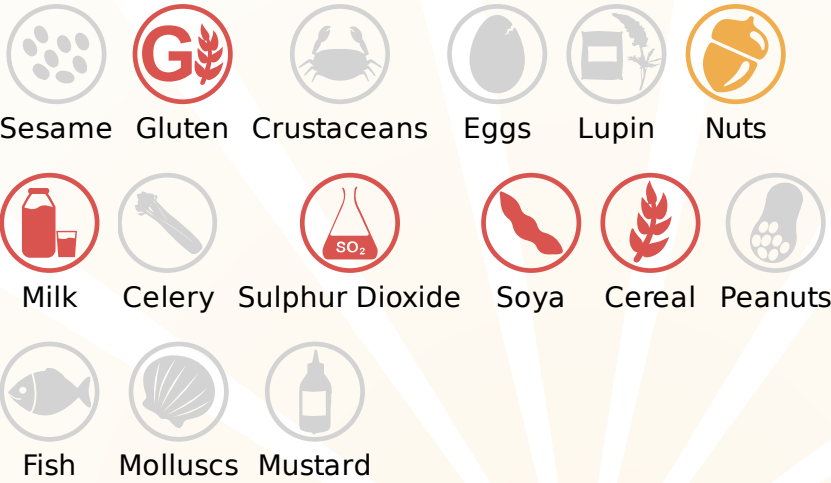 G
Sesame Gluten Crustaceans Eggs Lupin Nuts
SO₂
Milk Celery Sulphur Dioxide Soya Cereal Peanuts
Fish Molluscs Mustard